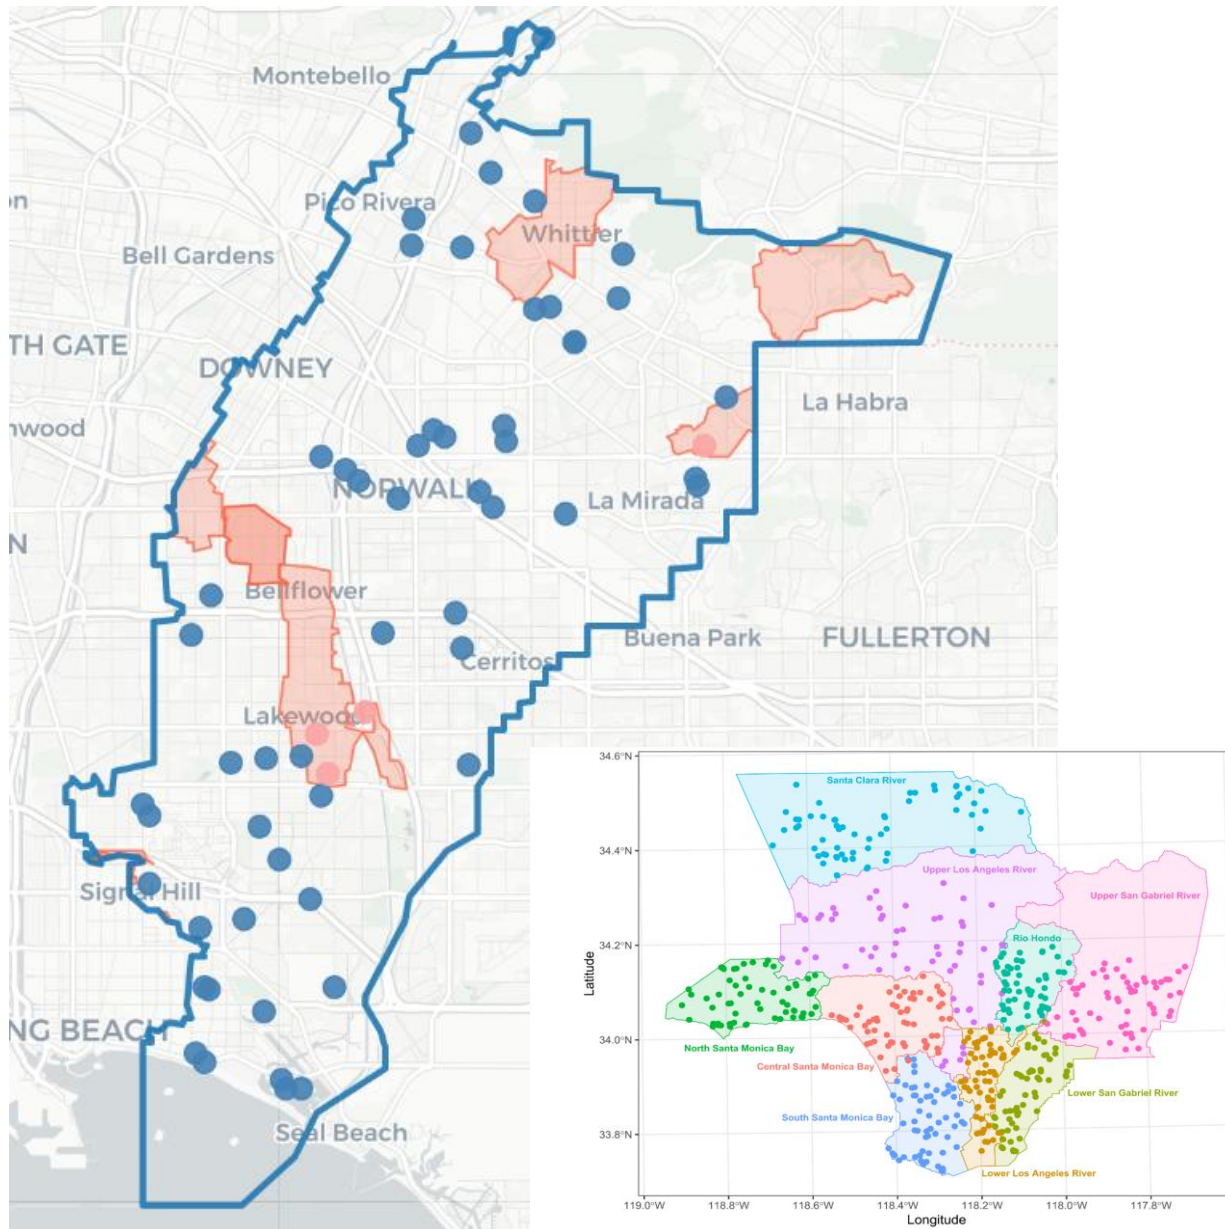 Montebello
Pico Rivera
on
Whittier
Bell Gardens
TH GATE
DOWNEY
La Habra
nwood
NORWALK
La Mirada
N
Bellflower
Buena Park
FULLERTON
Cerritos
Lakewood
Signal Hill
NG BEACH
Seal Beach
34.6°N
34.4°N
34.2°N
34.0°N
33.8°N
Latitude
Santa Clara River
Upper Los Angeles River
Upper San Gabriel River
Rio Hondo
North Santa Monica Bay
Central Santa Monica Bay
Lower San Gabriel River
South Santa Monica Bay
Lower Los Angeles River
119.0°W 118.8°W 118.6°W 118.4°W 118.2°W 118.0°W 117.8°W
Longitude